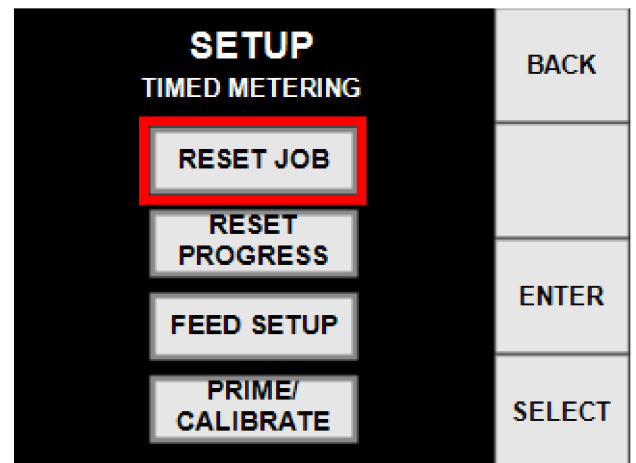 SETUP
TIMED METERING
RESET JOB
RESET
PROGRESS
FEED SETUP
PRIME/
CALIBRATE
BACK
ENTER
SELECT